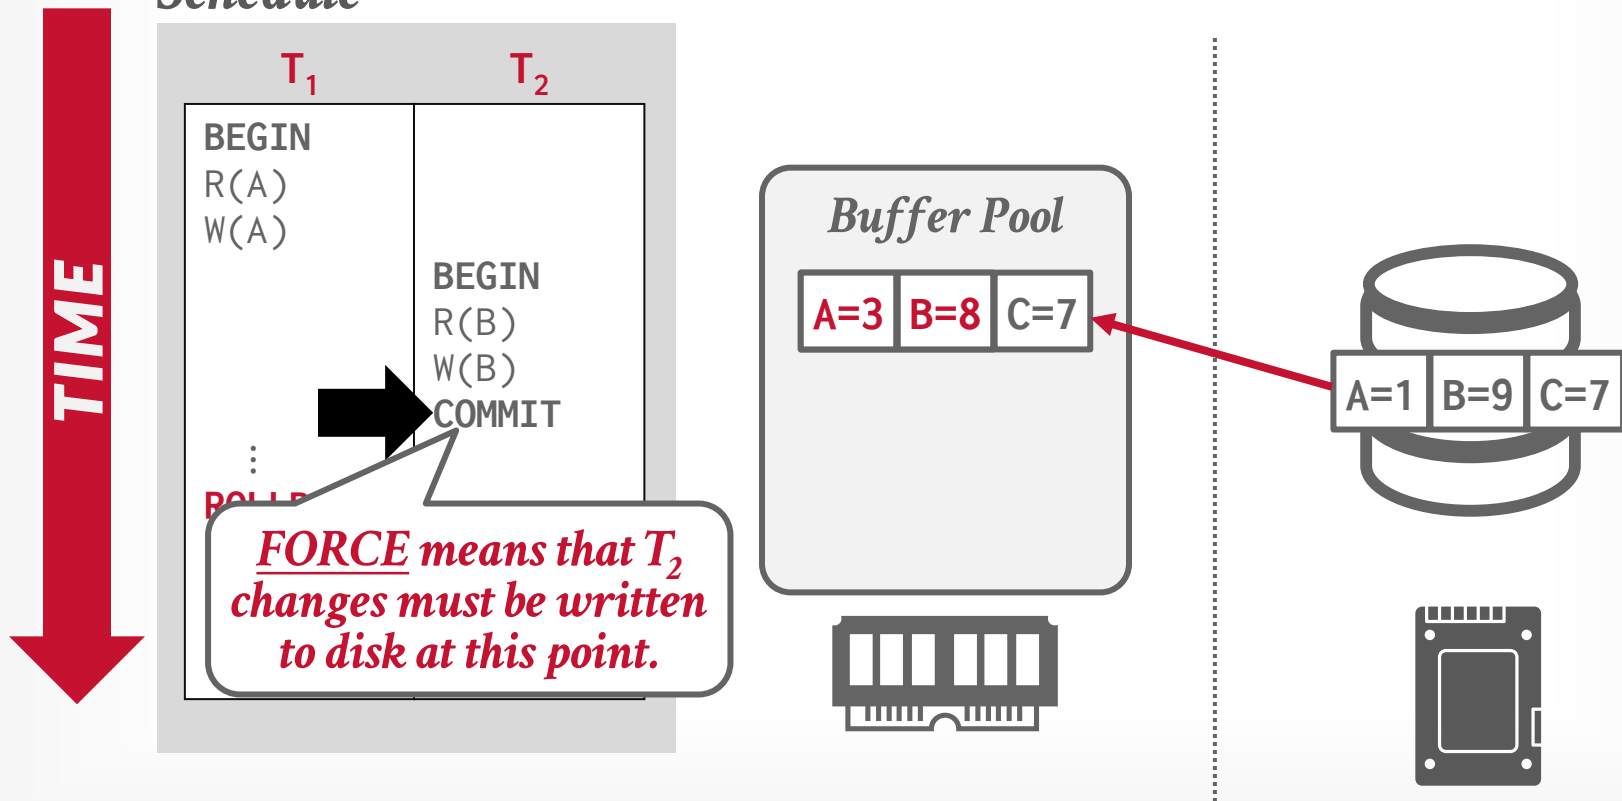 Schedule
TIME
T1
T2
BEGIN
R(A)
W(A)
BEGIN
R(B)
W(B)
COMMIT
⋮
FORCE means that T2
changes must be written
to disk at this point.
Buffer Pool
A=3 B=8 C=7
A=1 B=9 C=7